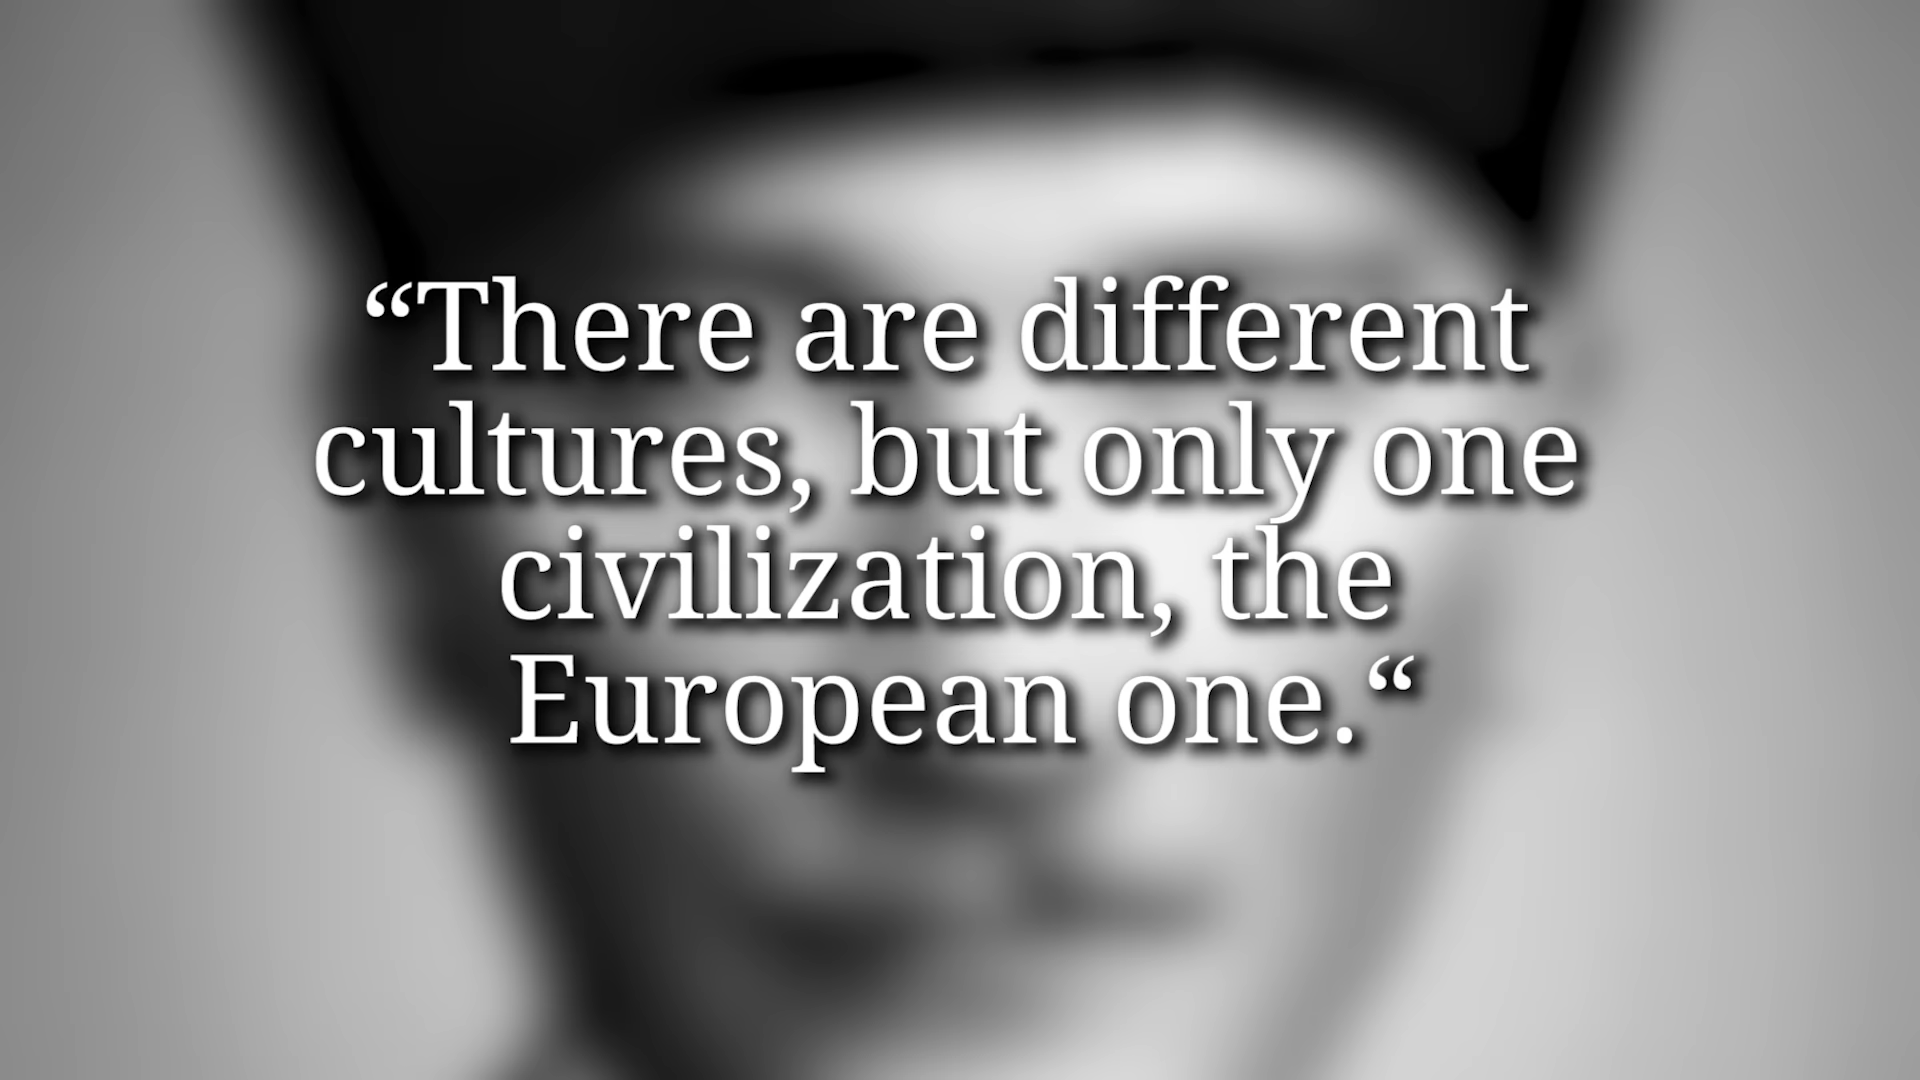 “There are different
cultures, but only one
civilization, the
European one.“